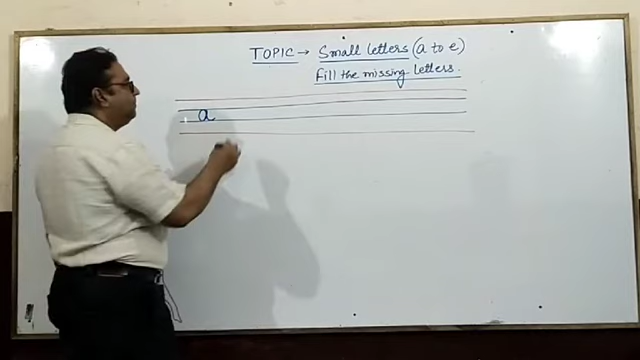 TOPIC → Small letters (a to e)
Fill the missing letters.
a